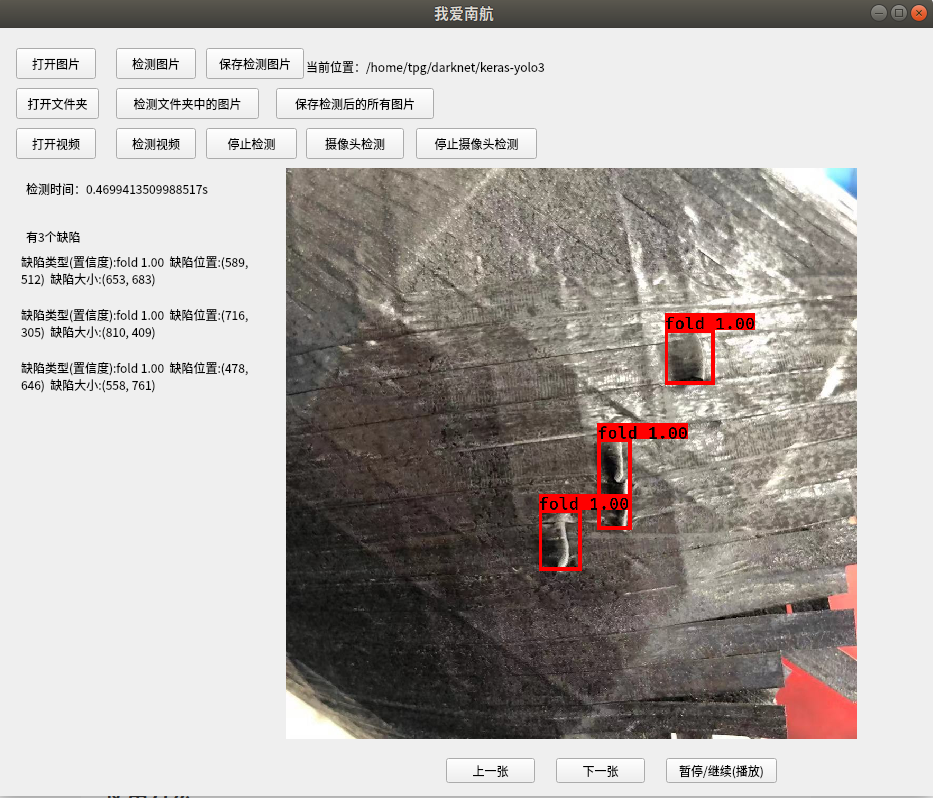 我爱南航
打开图片 检测图片 保存检测图片 当前位置：/home/tpg/darknet/keras-yolo3
打开文件夹 检测文件夹中的图片 保存检测后的所有图片
打开视频 检测视频 停止检测 摄像头检测 停止摄像头检测
检测时间：0.4699413509988517s
有3个缺陷
缺陷类型(置信度):fold 1.00 缺陷位置:(589,
512) 缺陷大小:(653, 683)
缺陷类型(置信度):fold 1.00 缺陷位置:(716,
305) 缺陷大小:(810, 409)
缺陷类型(置信度):fold 1.00 缺陷位置:(478,
646) 缺陷大小:(558, 761)
fold 1.00
fold 1.00
fold 1.00
上一张 下一张 暂停/继续(播放)